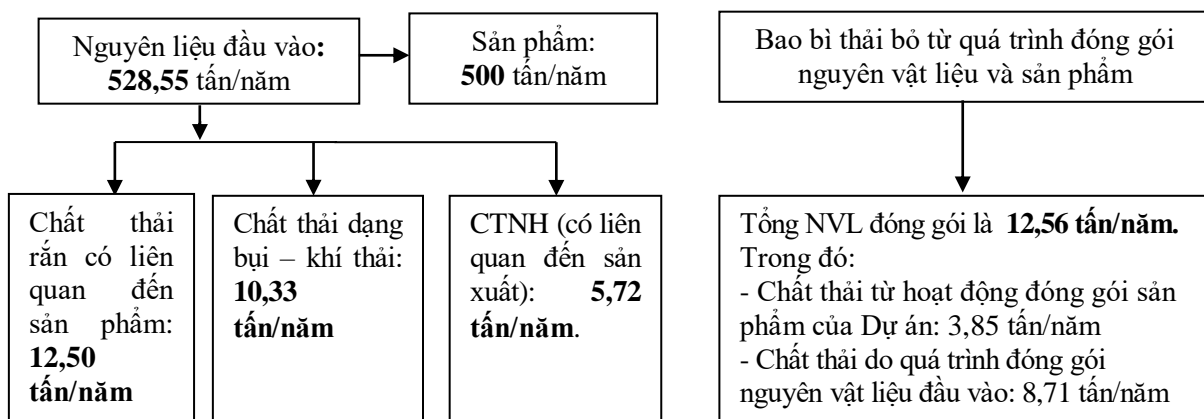 Nguyên liệu đầu vào:
528,55 tấn/năm
Sản phẩm:
500 tấn/năm
Bao bì thải bỏ từ quá trình đóng gói
nguyên vật liệu và sản phẩm
Chất thải
rắn có liên
quan đến
sản phẩm:
12,50
tấn/năm
Chất thải dạng
bụi – khí thải:
10,33
tấn/năm
CTNH (có liên
quan đến sản
xuất): 5,72
tấn/năm.
Tổng NVL đóng gói là 12,56 tấn/năm.
Trong đó:
- Chất thải từ hoạt động đóng gói sản
phẩm của Dự án: 3,85 tấn/năm
- Chất thải do quá trình đóng gói
nguyên vật liệu đầu vào: 8,71 tấn/năm